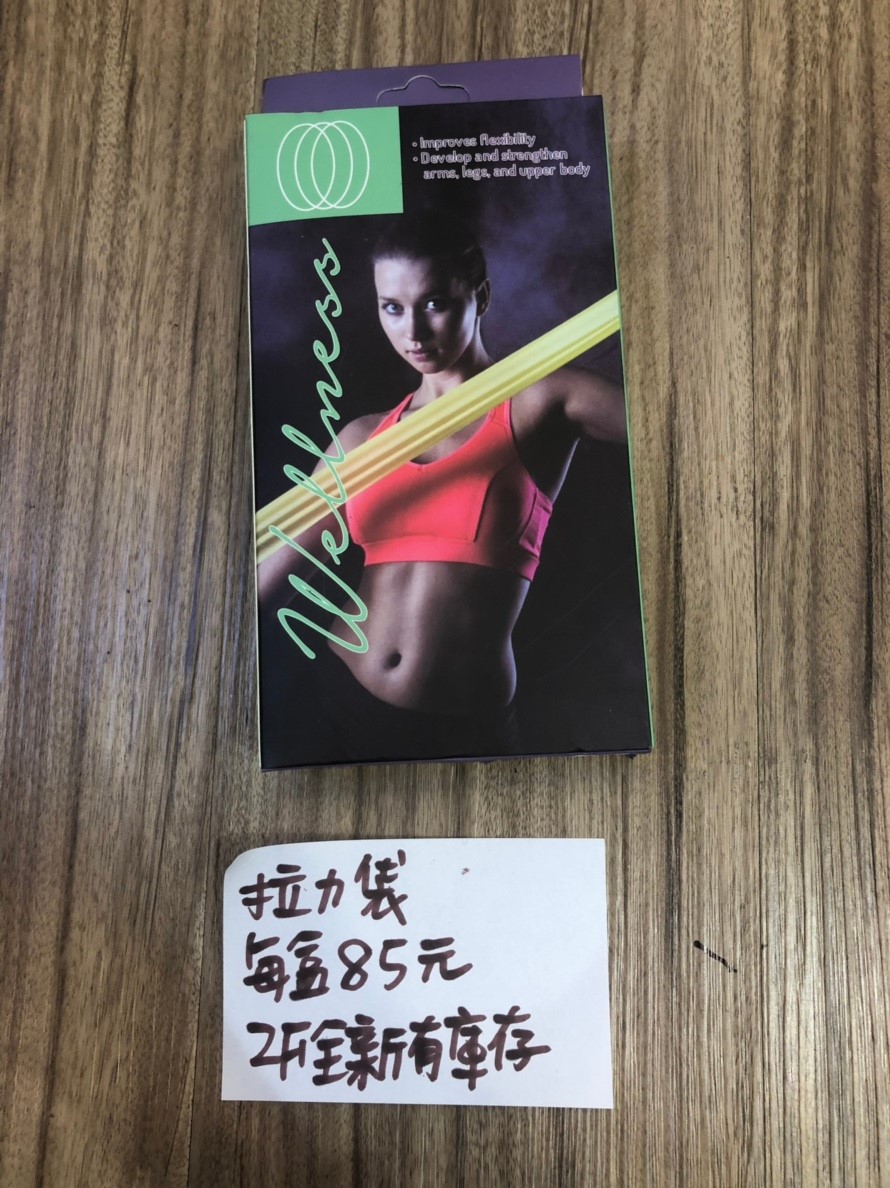 • Improves flexibility
• Develop and strengthen
arms, legs, and upper body
Wellness
拉力袋
每盒85元
2F全新有庫存